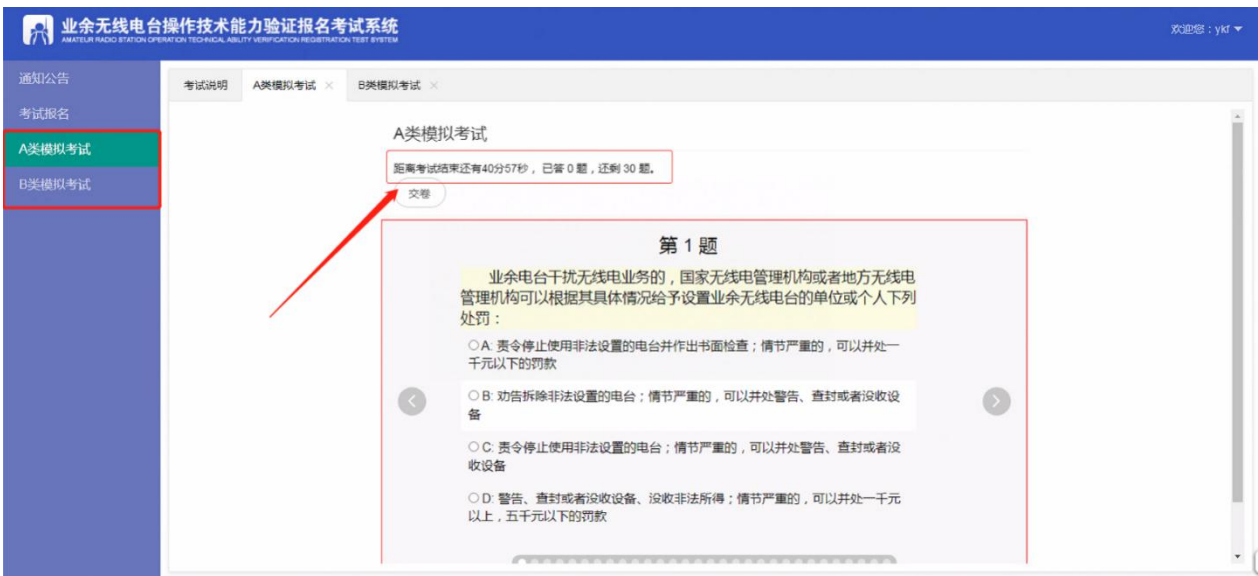 业余无线电台操作技术能力验证报名考试系统
AMATEUR RADIO STATION OPERATION TECHNICAL ABILITY VERIFICATION REGISTRATION TEST SYSTEM
欢迎您：ykf
通知公告
考试报名
A类模拟考试
B类模拟考试
考试说明 A类模拟考试 × B类模拟考试 ×
A类模拟考试
距离考试结束还有40分57秒， 已答 0 题，还剩 30 题。
交卷
第 1 题
业余电台干扰无线电业务的，国家无线电管理机构或者地方无线电
管理机构可以根据其具体情况给予设置业余无线电台的单位或个人下列
处罚：
A: 责令停止使用非法设置的电台并作出书面检查；情节严重的，可以并处一
千元以下的罚款
B: 劝告拆除非法设置的电台；情节严重的，可以并处警告、查封或者没收设
备
C: 责令停止使用非法设置的电台；情节严重的，可以并处警告、查封或者没
收设备
D: 警告、查封或者没收设备、没收非法所得；情节严重的，可以并处一千元
以上，五千元以下的罚款